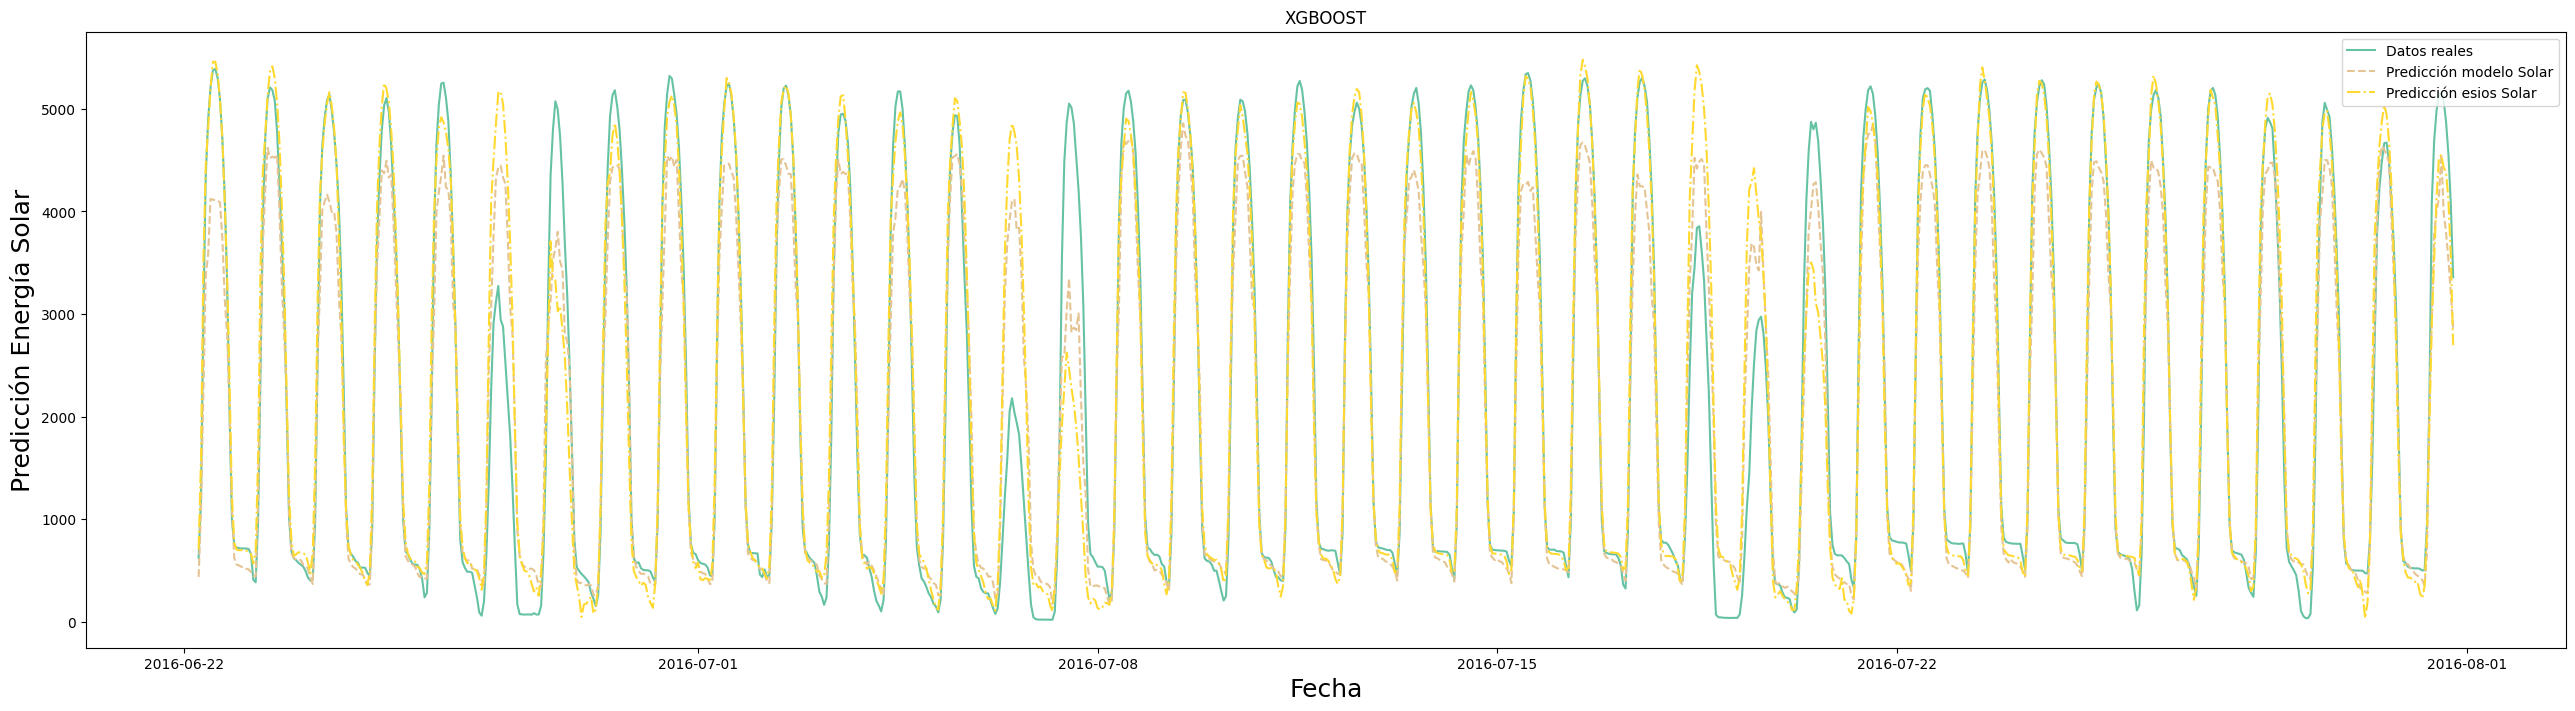 XGBOOST
Datos reales
Predicción modelo Solar
Predicción esios Solar
Predicción Energía Solar
5000
4000
3000
2000
1000
0
2016-06-22
2016-07-01
2016-07-08
2016-07-15
2016-07-22
2016-08-01
Fecha